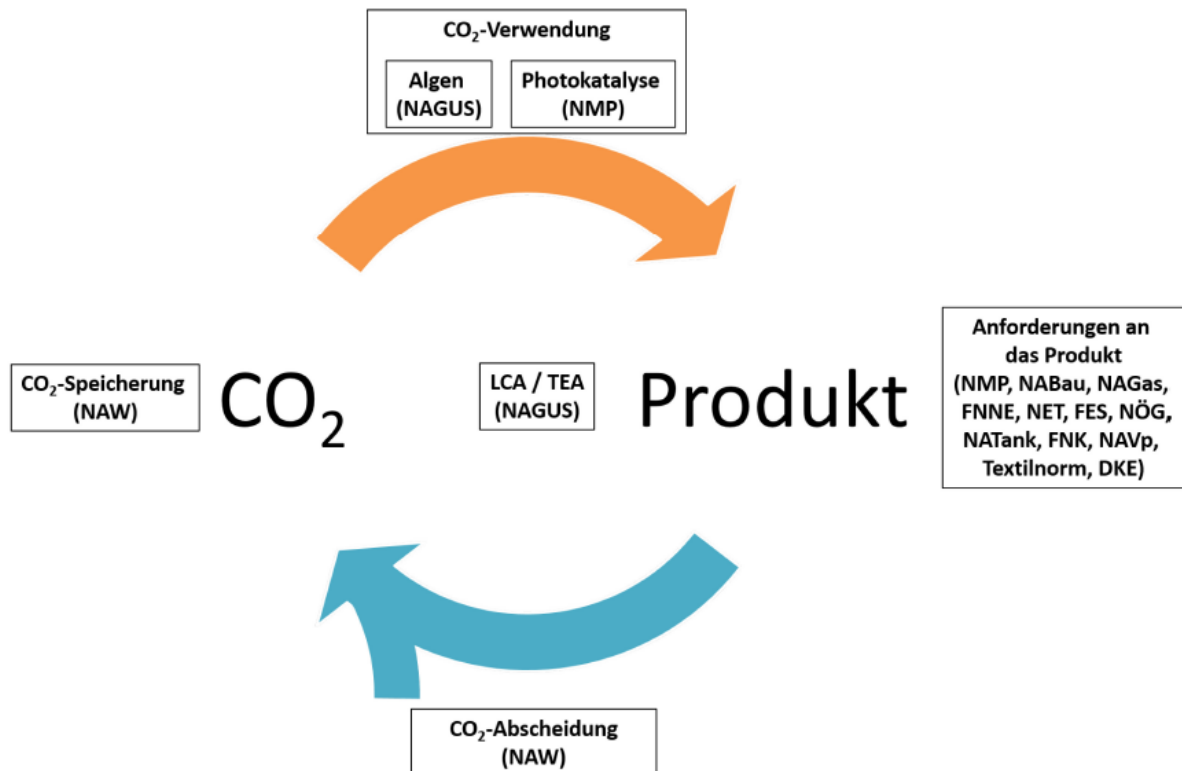 CO₂-Verwendung
Algen
(NAGUS)
Photokatalyse
(NMP)
CO₂-Speicherung
(NAW)
CO₂
LCA / TEA
(NAGUS)
Produkt
Anforderungen an
das Produkt
(NMP, NABau, NAGas,
FNNE, NET, FES, NÖG,
NATank, FNK, NAVp,
Textilnorm, DKE)
CO₂-Abscheidung
(NAW)